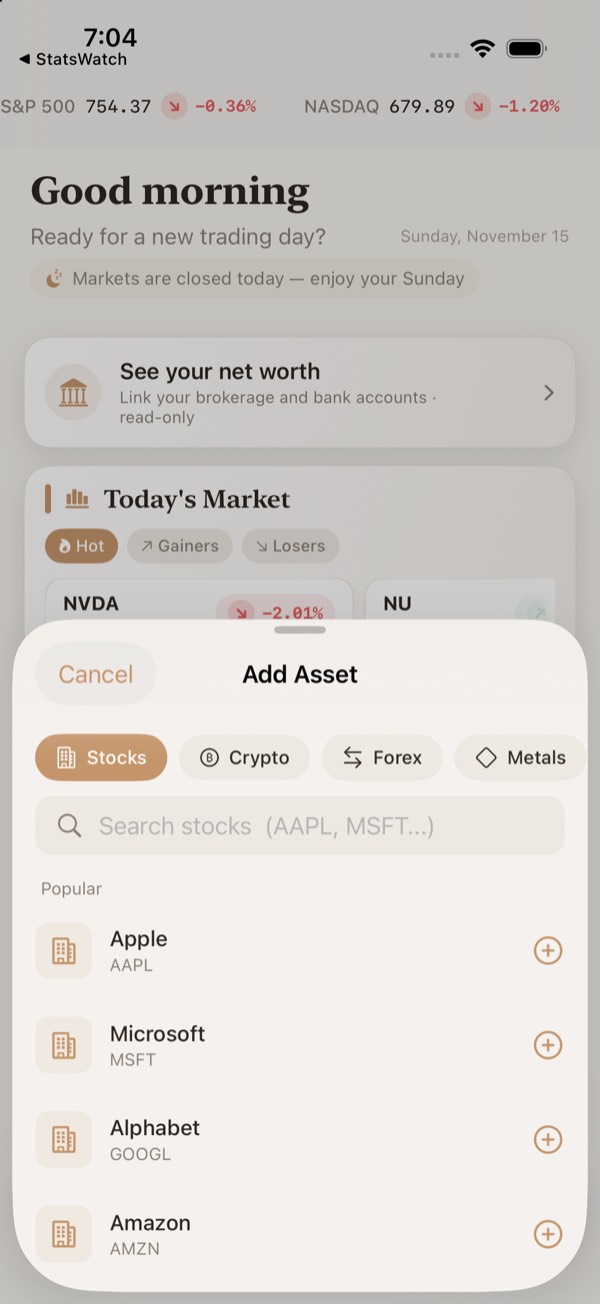 7:04
◀ StatsWatch
S&P 500 754.37 −0.36% NASDAQ 679.89 −1.20%
Good morning
Ready for a new trading day? Sunday, November 15
Markets are closed today — enjoy your Sunday
See your net worth
Link your brokerage and bank accounts ·
read-only
Today's Market
Hot Gainers Losers
NVDA −2.01% NU
Cancel Add Asset
Stocks Crypto Forex Metals
Search stocks (AAPL, MSFT...)
Popular
Apple
AAPL
Microsoft
MSFT
Alphabet
GOOGL
Amazon
AMZN